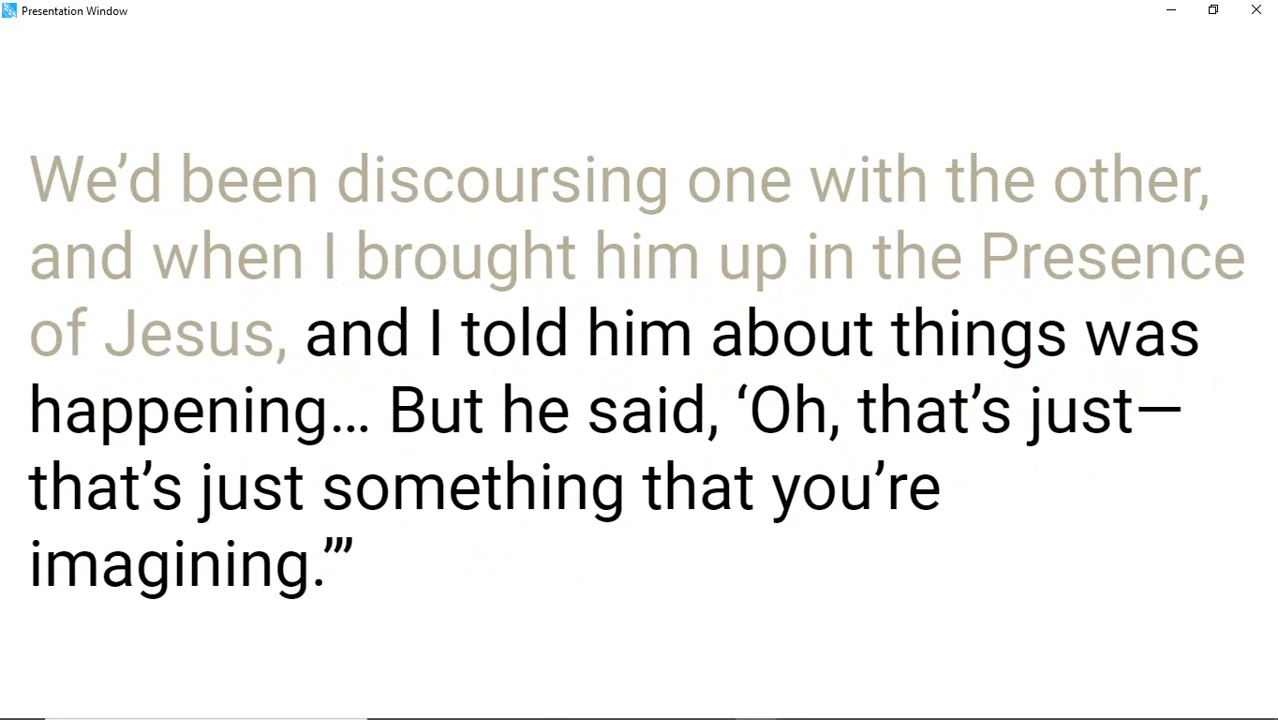 Presentation Window
We’d been discoursing one with the other,
and when I brought him up in the Presence
of Jesus, and I told him about things was
happening… But he said, ‘Oh, that’s just—
that’s just something that you’re
imagining.’”